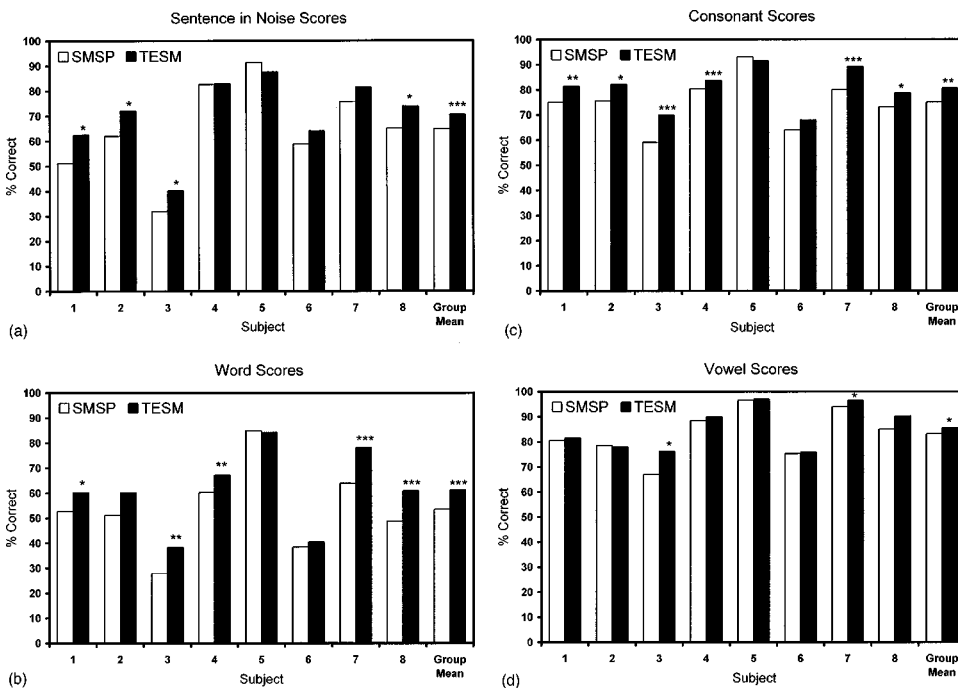 Sentence in Noise Scores
100
90
80
70
60
50
40
30
20
10
0
% Correct
SMSP TESM
* * * * ***
1 2 3 4 5 6 7 8 Group
Mean
Subject
(a)
Consonant Scores
100
90
80
70
60
50
40
30
20
10
0
% Correct
SMSP TESM
** * *** *** *** * **
1 2 3 4 5 6 7 8 Group
Mean
Subject
(c)
Word Scores
100
90
80
70
60
50
40
30
20
10
0
% Correct
SMSP TESM
* ** ** *** *** ***
1 2 3 4 5 6 7 8 Group
Mean
Subject
(b)
Vowel Scores
100
90
80
70
60
50
40
30
20
10
0
% Correct
SMSP TESM
* * *
1 2 3 4 5 6 7 8 Group
Mean
Subject
(d)